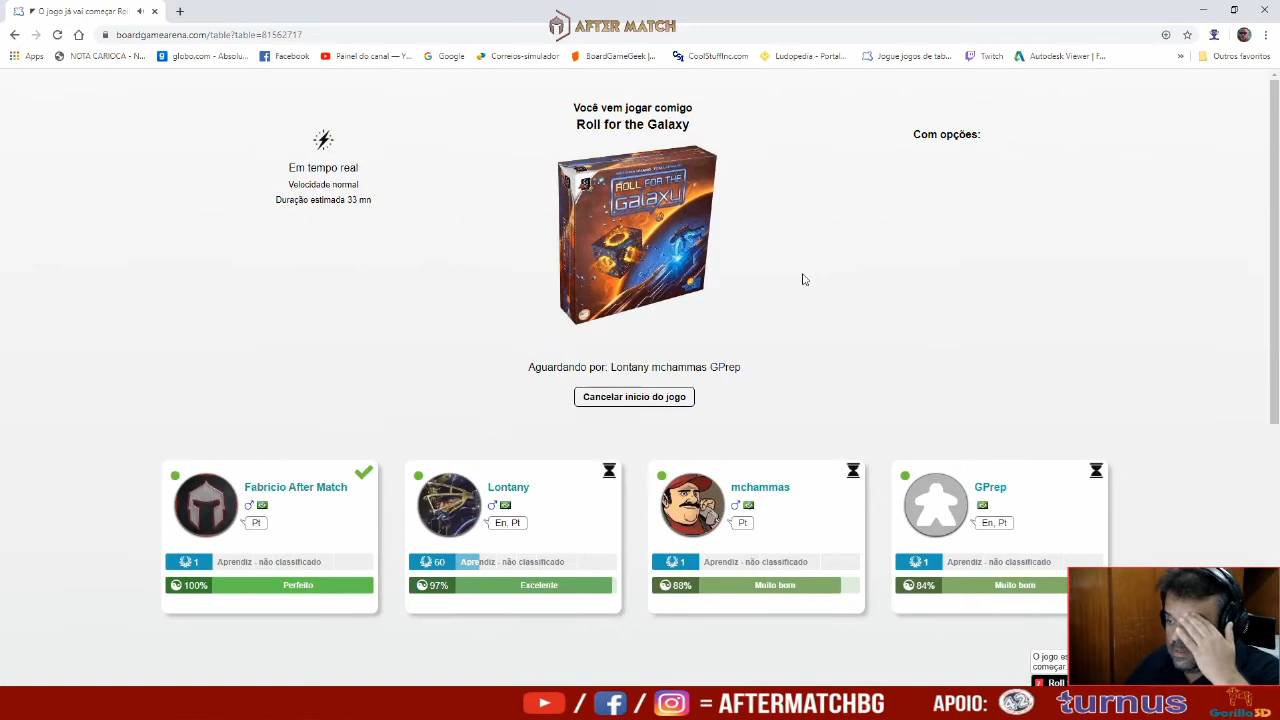 O jogo já vai começar Rol
AFTER MATCH
boardgamearena.com/table?table=81562717
Apps
NOTA CARIOCA - N...
globo.com - Absolu...
Facebook
Painel do canal — Y...
Google
Correios-simulador
BoardGameGeek |...
CoolStuffInc.com
Ludopedia - Portal...
Jogue jogos de tab...
Twitch
Autodesk Viewer | F...
Outros favoritos
Você vem jogar comigo
Roll for the Galaxy
Em tempo real
Velocidade normal
Duração estimada 33 mn
Com opções:
ROLL FOR THE
GALAXY
Aguardando por: Lontany mchammas GPrep
Cancelar início do jogo
Fabricio After Match
Pt
1 Aprendiz - não classificado
100% Perfeito
Lontany
En, Pt
60 Aprendiz - não classificado
97% Excelente
mchammas
Pt
1 Aprendiz - não classificado
88% Muito bom
GPrep
En, Pt
1 Aprendiz - não classificado
84% Muito bom
O jogo es
começar.
Roll
= AFTERMATCHBG
APOIO:
turnus
Gorilla3D